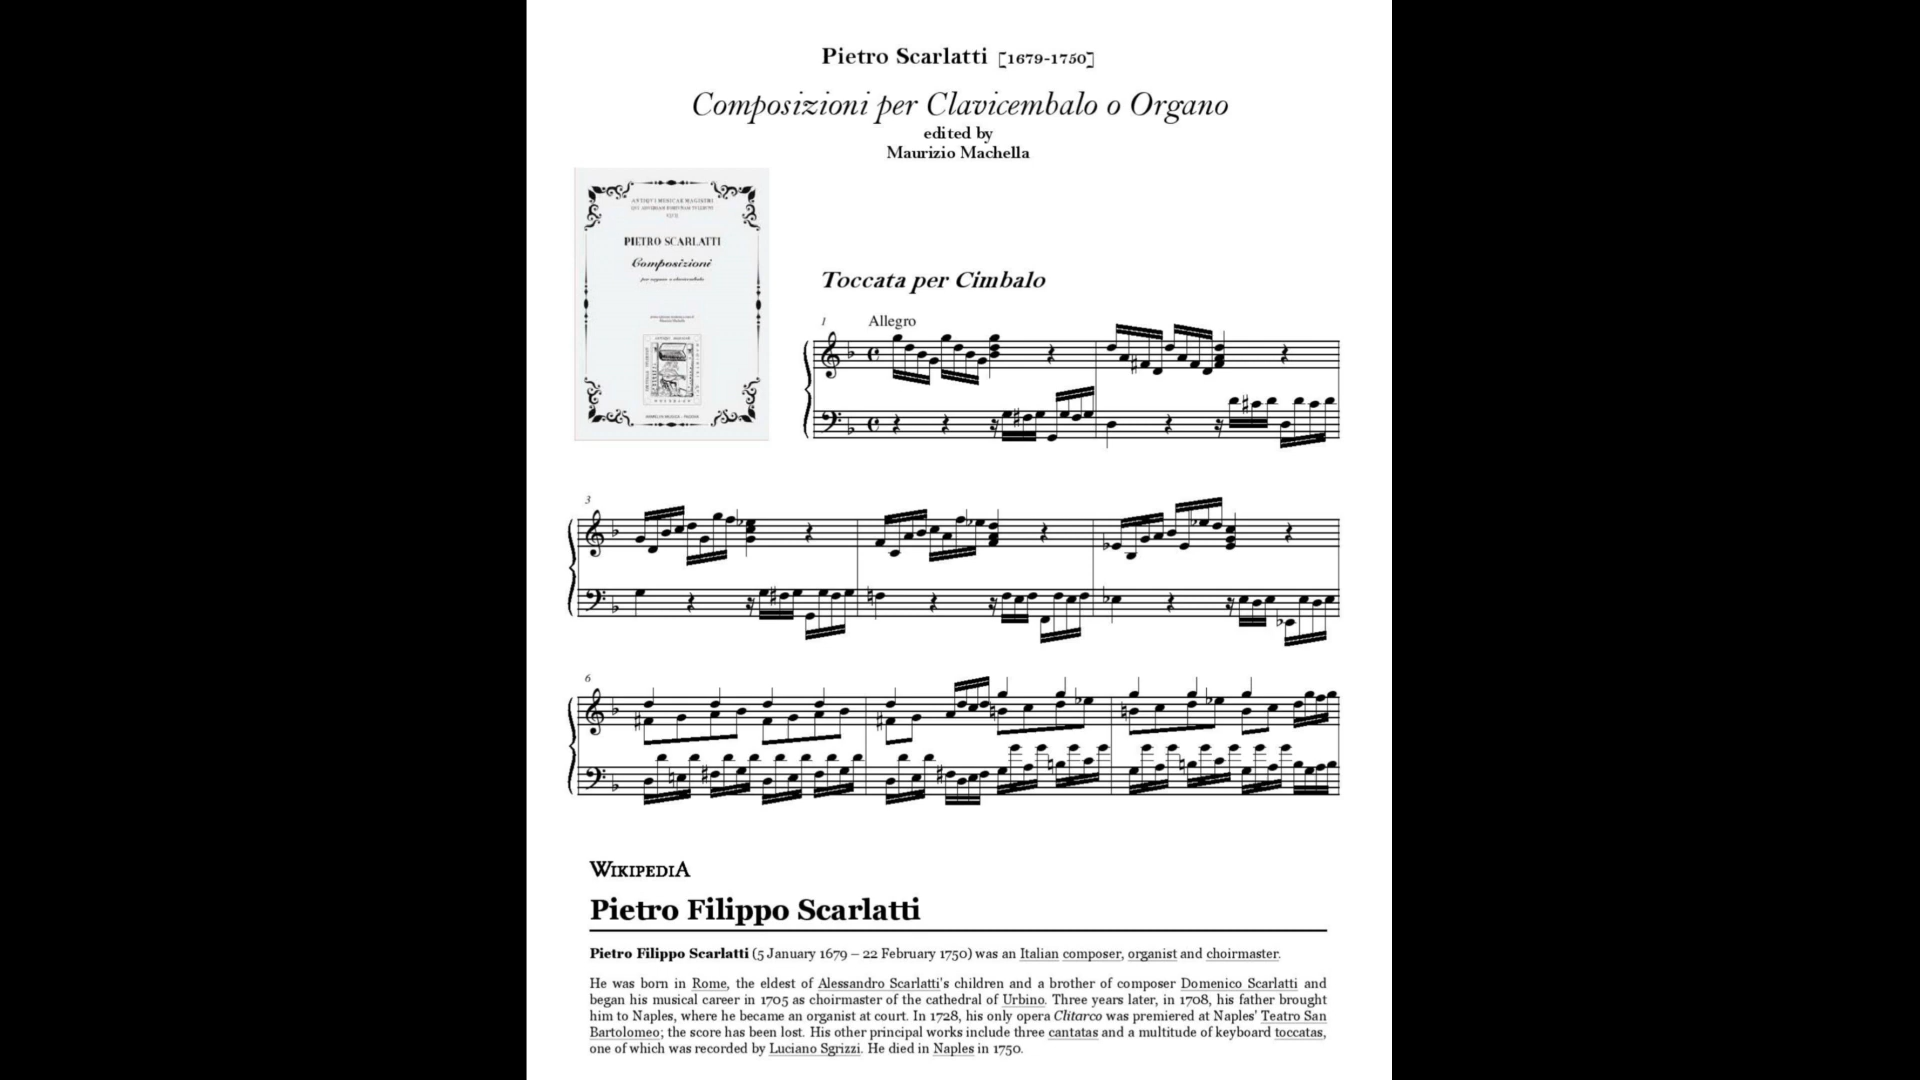 Pietro Scarlatti [1679-1750]
Composizioni per Clavicembalo o Organo
edited by
Maurizio Machella
PIETRO SCARLATTI
Composizioni
per organo o clavicembalo
Toccata per Cimbalo
1
Allegro
3
6
WIKIPEDIA
Pietro Filippo Scarlatti
Pietro Filippo Scarlatti (5 January 1679 – 22 February 1750) was an Italian composer, organist and choirmaster.
He was born in Rome, the eldest of Alessandro Scarlatti's children and a brother of composer Domenico Scarlatti and
began his musical career in 1705 as choirmaster of the cathedral of Urbino. Three years later, in 1708, his father brought
him to Naples, where he became an organist at court. In 1728, his only opera Clitarco was premiered at Naples' Teatro San
Bartolomeo; the score has been lost. His other principal works include three cantatas and a multitude of keyboard toccatas,
one of which was recorded by Luciano Sgrizzi. He died in Naples in 1750.